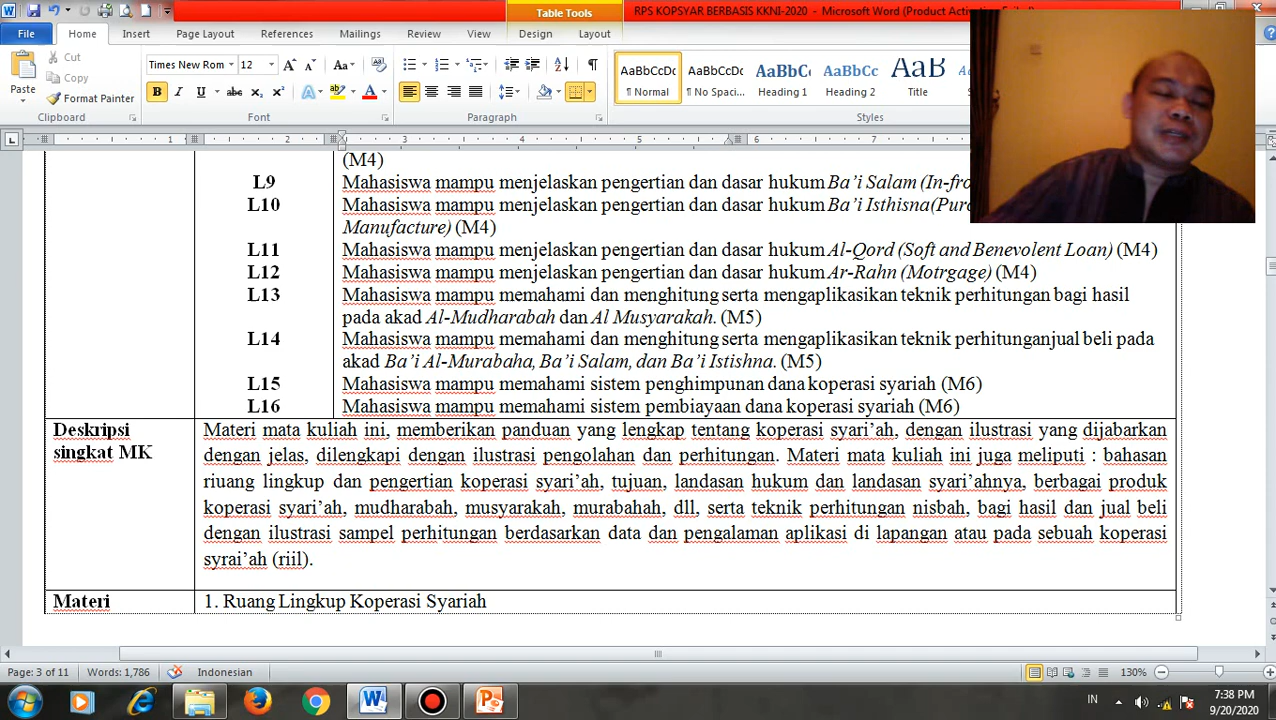 Table Tools
RPS KOPSYAR BERBASIS KKNI-2020 - Microsoft Word (Product Activation Failed)
File Home Insert Page Layout References Mailings Review View Design Layout
Paste
Cut
Copy
Format Painter
Clipboard
Times New Rom 12
Font
Paragraph
AaBbCcDc AaBbCcDc AaBbC AaBbCc AaB
¶ Normal ¶ No Spaci... Heading 1 Heading 2 Title
Styles
1 2 3 4 5 6 7
(M4)
L9 Mahasiswa mampu menjelaskan pengertian dan dasar hukum Ba'i Salam (In-fro
L10 Mahasiswa mampu menjelaskan pengertian dan dasar hukum Ba'i Isthisna(Purc
Manufacture) (M4)
L11 Mahasiswa mampu menjelaskan pengertian dan dasar hukum Al-Qord (Soft and Benevolent Loan) (M4)
L12 Mahasiswa mampu menjelaskan pengertian dan dasar hukum Ar-Rahn (Motrgage) (M4)
L13 Mahasiswa mampu memahami dan menghitung serta mengaplikasikan teknik perhitungan bagi hasil
pada akad Al-Mudharabah dan Al Musyarakah. (M5)
L14 Mahasiswa mampu memahami dan menghitung serta mengaplikasikan teknik perhitunganjual beli pada
akad Ba'i Al-Murabaha, Ba'i Salam, dan Ba'i Istishna. (M5)
L15 Mahasiswa mampu memahami sistem penghimpunan dana koperasi syariah (M6)
L16 Mahasiswa mampu memahami sistem pembiayaan dana koperasi syariah (M6)
Deskripsi singkat MK
Materi mata kuliah ini, memberikan panduan yang lengkap tentang koperasi syari'ah, dengan ilustrasi yang dijabarkan
dengan jelas, dilengkapi dengan ilustrasi pengolahan dan perhitungan. Materi mata kuliah ini juga meliputi : bahasan
riuang lingkup dan pengertian koperasi syari'ah, tujuan, landasan hukum dan landasan syari'ahnya, berbagai produk
koperasi syari'ah, mudharabah, musyarakah, murabahah, dll, serta teknik perhitungan nisbah, bagi hasil dan jual beli
dengan ilustrasi sampel perhitungan berdasarkan data dan pengalaman aplikasi di lapangan atau pada sebuah koperasi
syrai'ah (riil).
Materi 1. Ruang Lingkup Koperasi Syariah
Page: 3 of 11 Words: 1,786 Indonesian 130%
IN 7:38 PM
9/20/2020